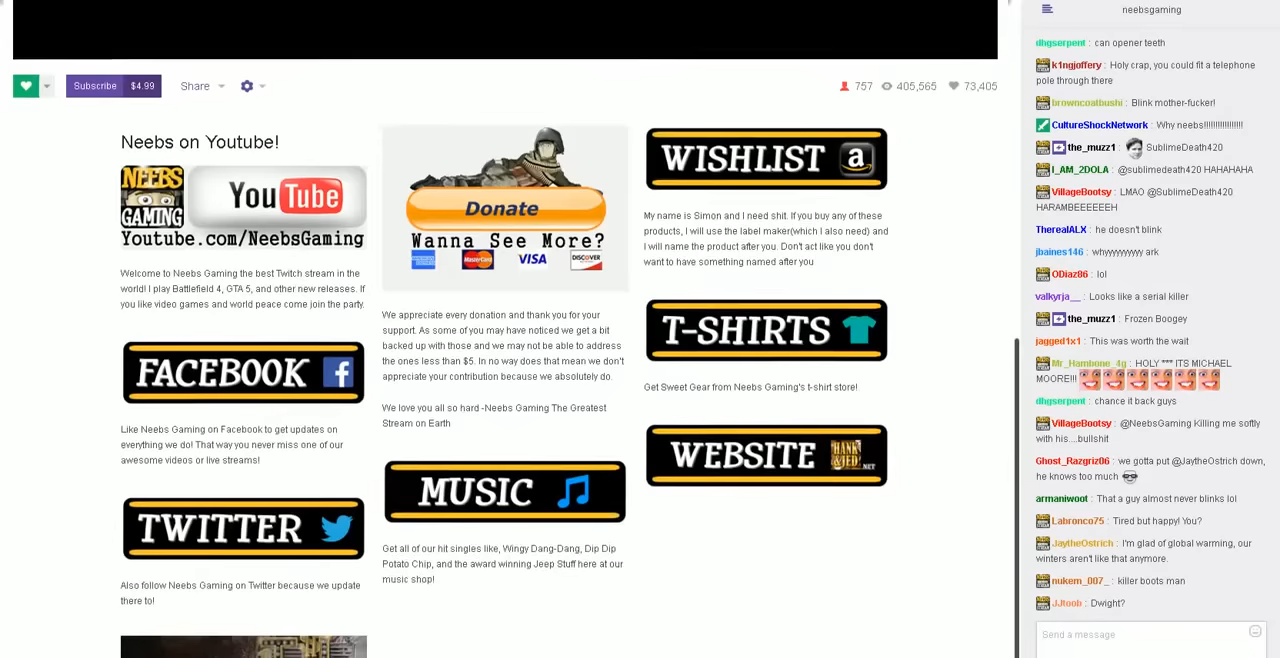 Subscribe $4.99
Share
757 405,565 73,405
Neebs on Youtube!
NEEBS
GAMING
YouTube
Youtube.com/NeebsGaming
Welcome to Neebs Gaming the best Twitch stream in the
world! I play Battlefield 4, GTA 5, and other new releases. If
you like video games and world peace come join the party.
FACEBOOK f
Like Neebs Gaming on Facebook to get updates on
everything we do! That way you never miss one of our
awesome videos or live streams!
TWITTER
Also follow Neebs Gaming on Twitter because we update
there to!
Donate
Wanna See More?
MasterCard VISA DISCOVER
We appreciate every donation and thank you for your
support. As some of you may have noticed we get a bit
backed up with those and we may not be able to address
the ones less than $5. In no way does that mean we don't
appreciate your contribution because we absolutely do.
We love you all so hard -Neebs Gaming The Greatest
Stream on Earth
MUSIC
Get all of our hit singles like, Wingy Dang-Dang, Dip Dip
Potato Chip, and the award winning Jeep Stuff here at our
music shop!
WISHLIST a
My name is Simon and I need shit. If you buy any of these
products, I will use the label maker(which I also need) and
I will name the product after you. Don't act like you don't
want to have something named after you
T-SHIRTS
Get Sweet Gear from Neebs Gaming's t-shirt store!
WEBSITE HANK & JED .NET
neebsgaming
dhgserpent : can opener teeth
k1ngjoffery : Holy crap, you could fit a telephone
pole through there
browncoatbushi : Blink mother-fucker!
CultureShockNetwork : Why neebs!!!!!!!!!!!!!!!!!
the_muzz1 : SublimeDeath420
I_AM_2DOLA : @sublimedeath420 HAHAHAHA
VillageBootsy : LMAO @SublimeDeath420
HARAMBEEEEEEH
TherealALX : he doesn't blink
jbaines146 : whyyyyyyyyy ark
ODiaz86 : lol
valkyrja__ : Looks like a serial killer
the_muzz1 : Frozen Boogey
jagged1x1 : This was worth the wait
Mr_Hambone_4g : HOLY *** ITS MICHAEL
MOORE!!!
dhgserpent : chance it back guys
VillageBootsy : @NeebsGaming Killing me softly
with his....bullshit
Ghost_Razgriz06 : we gotta put @JaytheOstrich down,
he knows too much
armaniwoot : That a guy almost never blinks lol
Labronco75 : Tired but happy! You?
JaytheOstrich : I'm glad of global warming, our
winters aren't like that anymore.
nukem_007_ : killer boots man
JJtoob : Dwight?
Send a message